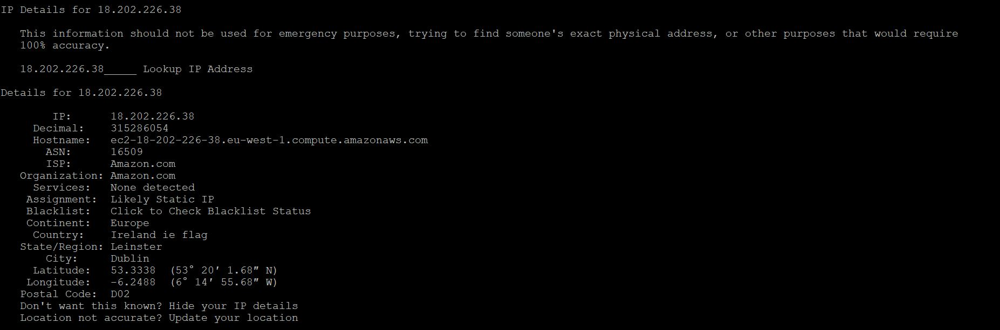 IP Details for 18.202.226.38
This information should not be used for emergency purposes, trying to find someone's exact physical address, or other purposes that would require
100% accuracy.
18.202.226.38_____ Lookup IP Address
Details for 18.202.226.38
IP: 18.202.226.38
Decimal: 315286054
Hostname: ec2-18-202-226-38.eu-west-1.compute.amazonaws.com
ASN: 16509
ISP: Amazon.com
Organization: Amazon.com
Services: None detected
Assignment: Likely Static IP
Blacklist: Click to Check Blacklist Status
Continent: Europe
Country: Ireland ie flag
State/Region: Leinster
City: Dublin
Latitude: 53.3338 (53° 20′ 1.68″ N)
Longitude: -6.2488 (6° 14′ 55.68″ W)
Postal Code: D02
Don't want this known? Hide your IP details
Location not accurate? Update your location